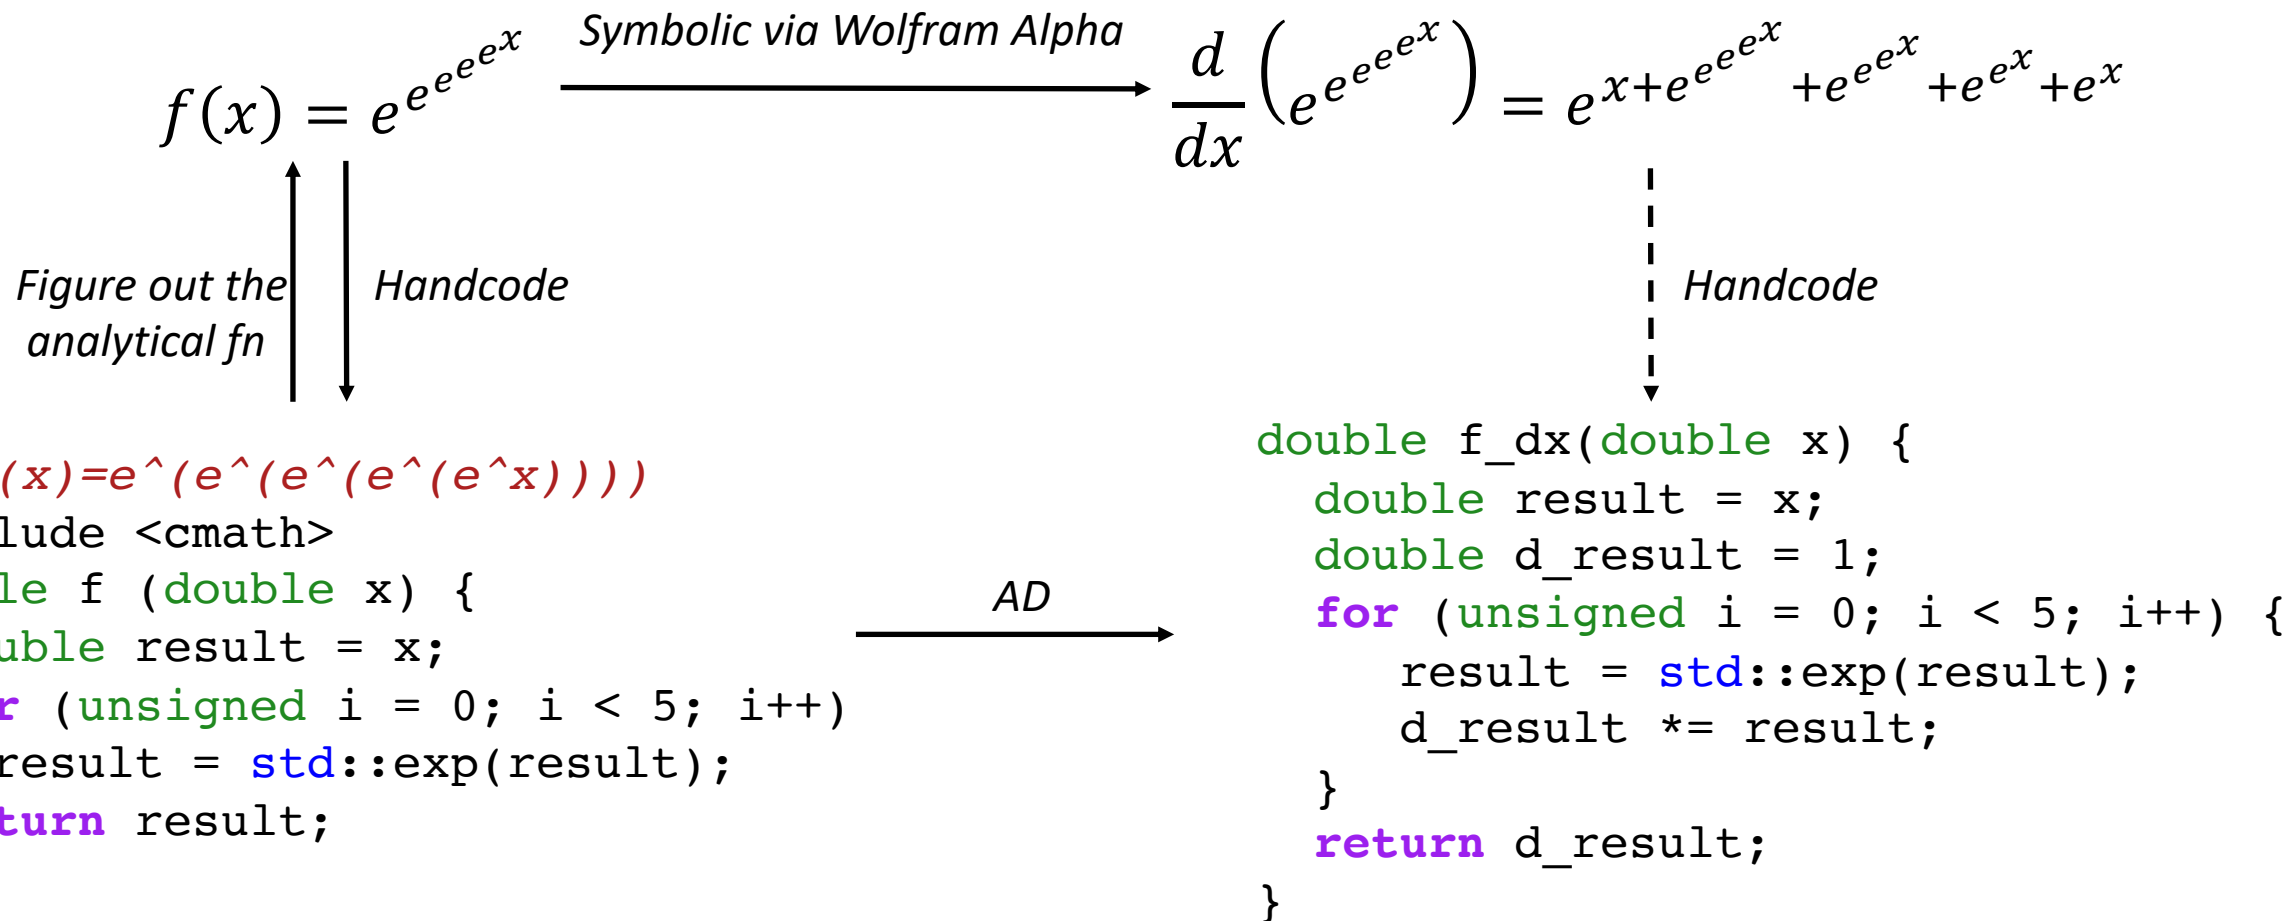 f(x) = e^{e^{e^{e^{e^x}}}}
Symbolic via Wolfram Alpha
d/dx (e^{e^{e^{e^{e^x}}}}) = e^{x+e^{e^{e^{e^x}}}+e^{e^{e^x}}+e^{e^x}+e^x}
Figure out the
analytical fn
Handcode
Handcode
(x)=e^(e^(e^(e^(e^x))))
lude <cmath>
le f (double x) {
uble result = x;
r (unsigned i = 0; i < 5; i++)
result = std::exp(result);
turn result;
AD
double f_dx(double x) {
double result = x;
double d_result = 1;
for (unsigned i = 0; i < 5; i++) {
result = std::exp(result);
d_result *= result;
}
return d_result;
}